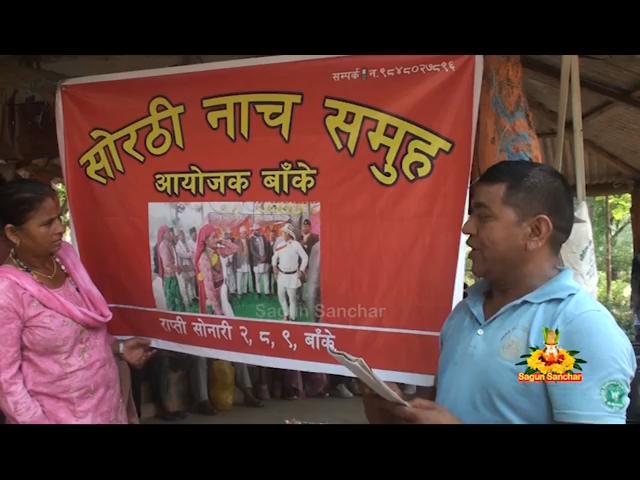 सम्पर्क न.९८४८०२७८९६
सोरठी नाच समुह
आयोजक बाँके
Sagun Sanchar
राप्ती सोनारी २, ८, ९, बाँके
Sagun Sanchar